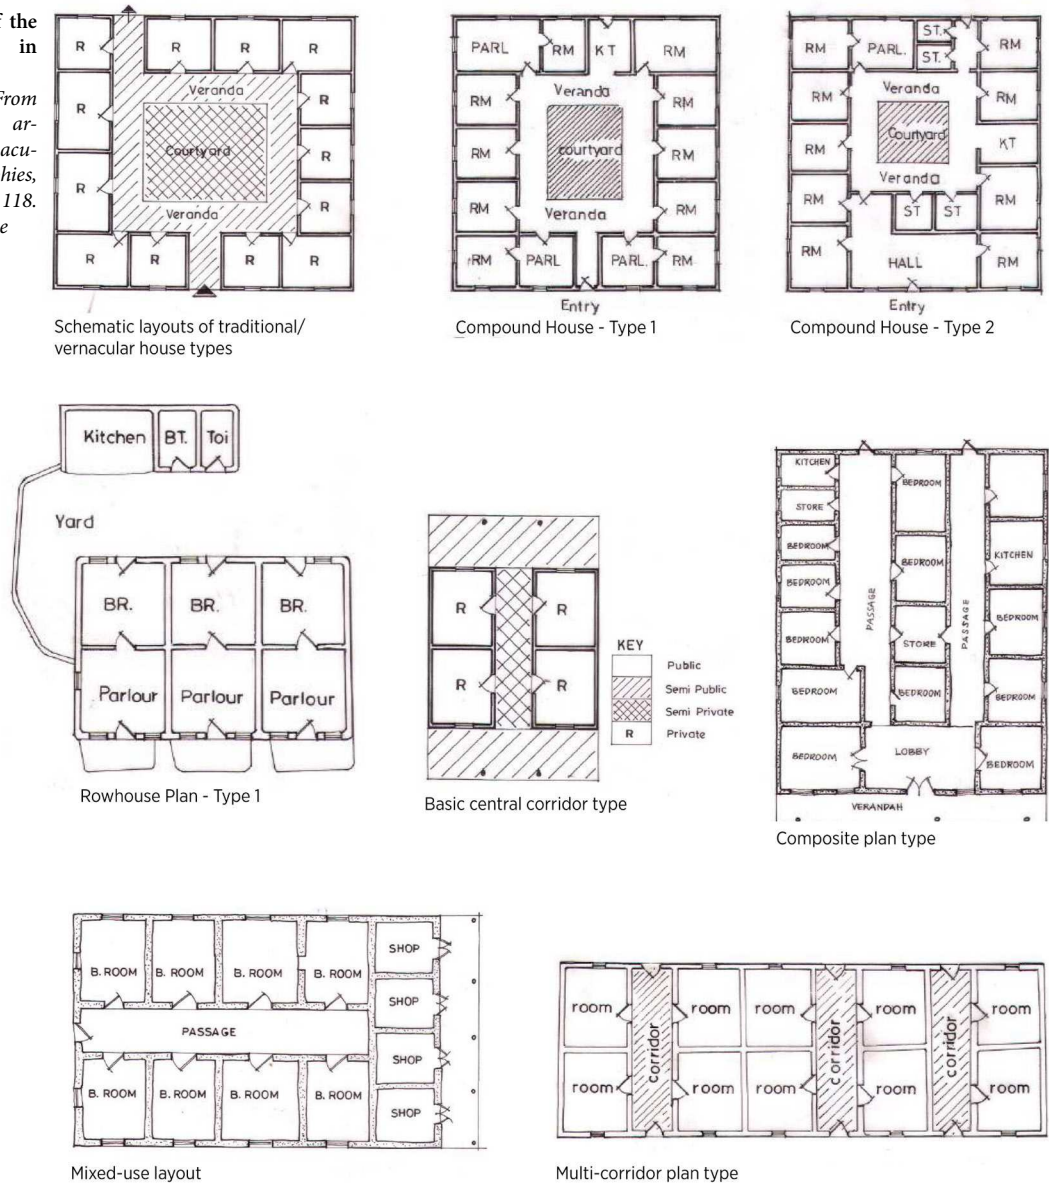 f the
in
From
ar-
acu-
hies,
118.
e
R
R
R
R
R
Veranda
R
R
Courtyard
R
R
R
Veranda
R
R
R
R
Schematic layouts of traditional/
vernacular house types
PARL
RM
KT
RM
Veranda
RM
RM
RM
courtyard
RM
RM
Veranda
RM
RM
PARL
PARL.
RM
Entry
Compound House - Type 1
RM
PARL.
ST.
ST.
RM
Veranda
RM
RM
Courtyard
RM
KT
Veranda
RM
ST
ST
RM
RM
HALL
RM
Entry
Compound House - Type 2
Kitchen
BT.
Toi
Yard
BR.
BR.
BR.
Parlour
Parlour
Parlour
Rowhouse Plan - Type 1
R
R
R
R
Basic central corridor type
KEY
Public
Semi Public
Semi Private
R
Private
KITCHEN
BEDROOM
STORE
BEDROOM
BEDROOM
KITCHEN
BEDROOM
PASSAGE
PASSAGE
BEDROOM
BEDROOM
STORE
BEDROOM
BEDROOM
BEDROOM
BEDROOM
LOBBY
BEDROOM
BEDROOM
VERANDAH
Composite plan type
B. ROOM
B. ROOM
B. ROOM
B. ROOM
SHOP
SHOP
PASSAGE
SHOP
B. ROOM
B. ROOM
B. ROOM
B. ROOM
SHOP
Mixed-use layout
room
room
room
room
room
corridor
corridor
corridor
room
room
room
room
room
Multi-corridor plan type